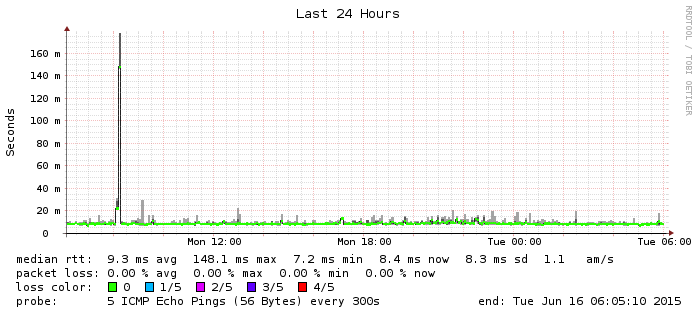 Last 24 Hours
RRDTOOL / TOBI OETIKER
Seconds
160 m
140 m
120 m
100 m
80 m
60 m
40 m
20 m
0
Mon 12:00 Mon 18:00 Tue 00:00 Tue 06:00
median rtt: 9.3 ms avg 148.1 ms max 7.2 ms min 8.4 ms now 8.3 ms sd 1.1 am/s
packet loss: 0.00 % avg 0.00 % max 0.00 % min 0.00 % now
loss color: 0 1/5 2/5 3/5 4/5
probe: 5 ICMP Echo Pings (56 Bytes) every 300s end: Tue Jun 16 06:05:10 2015